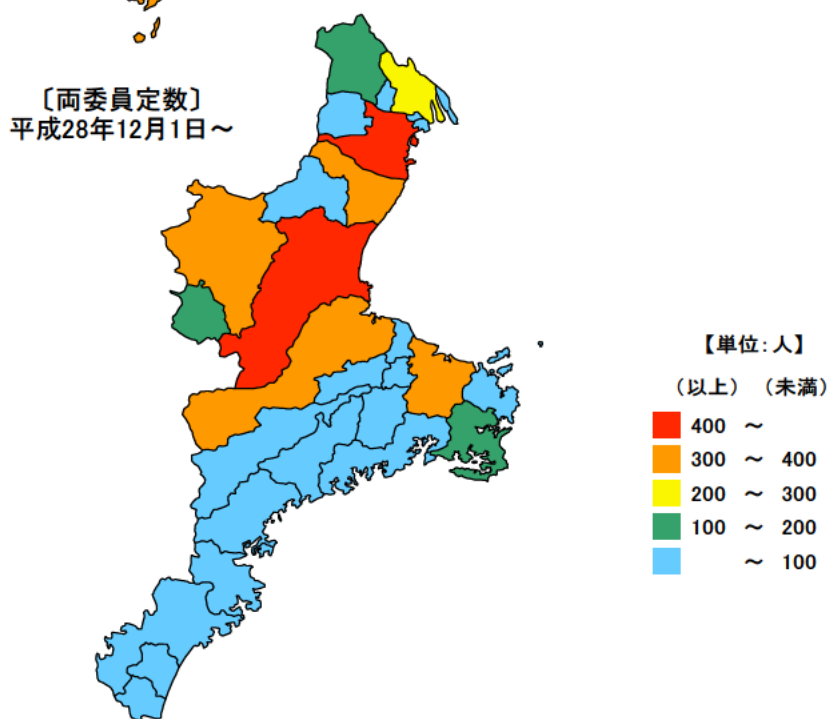 〔両委員定数〕
平成28年12月1日～
【単位：人】
（以上）（未満）
400 ～
300 ～ 400
200 ～ 300
100 ～ 200
～ 100